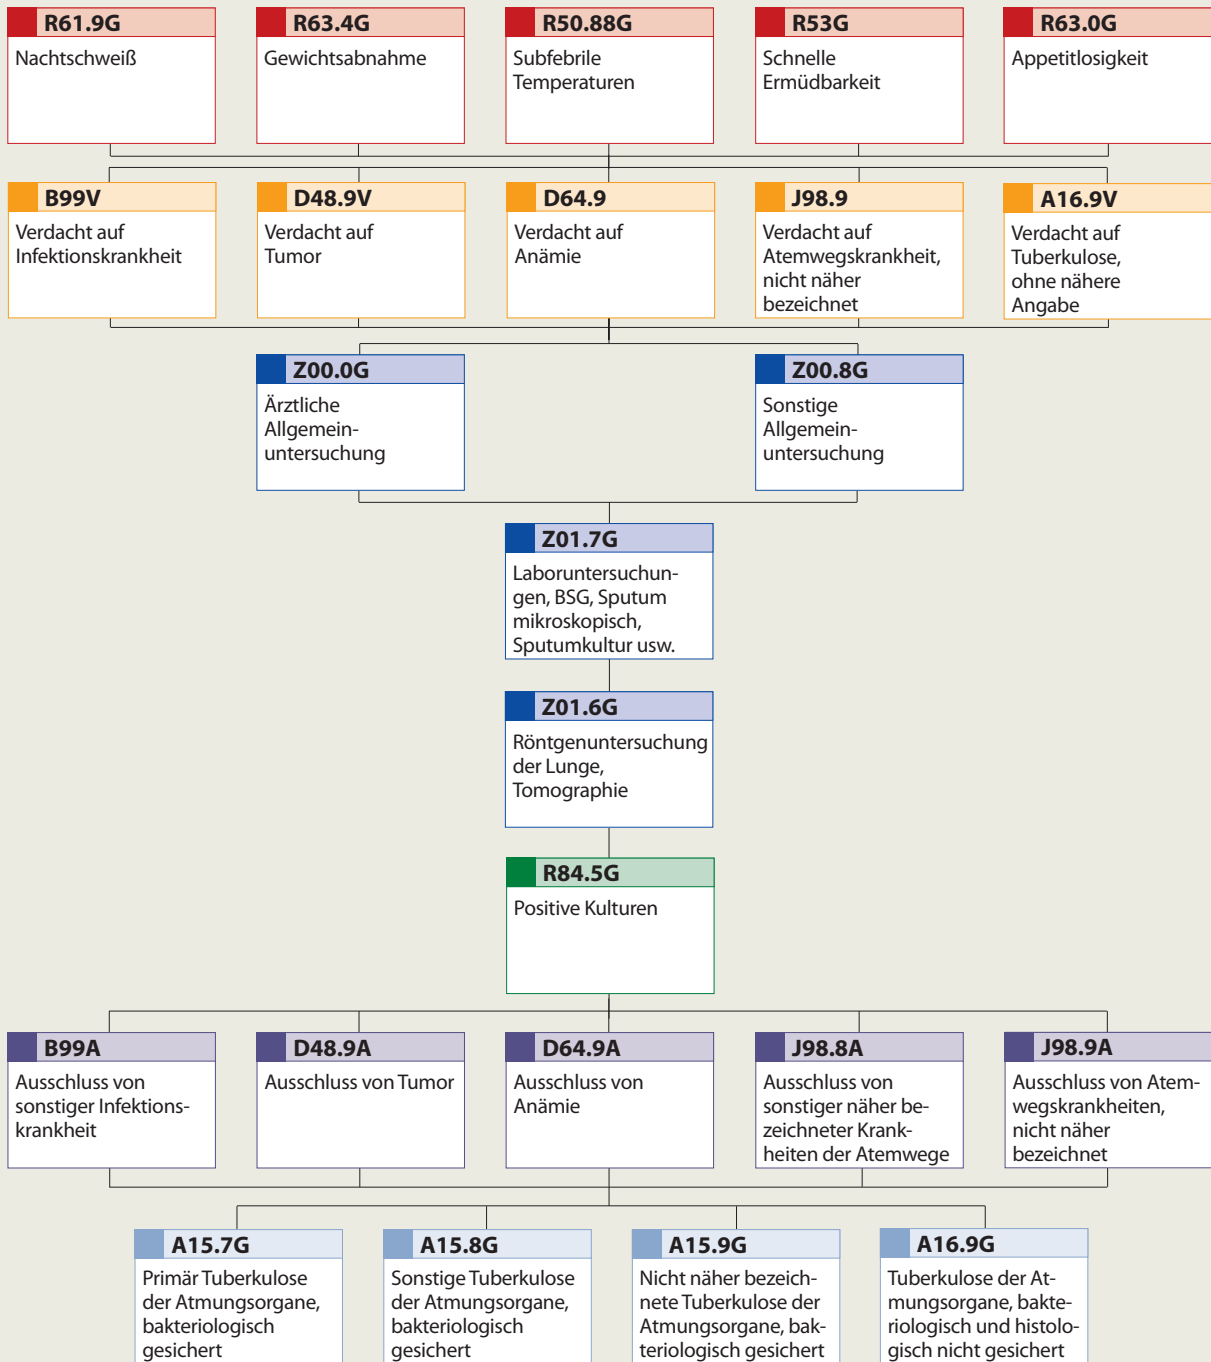 R61.9G
Nachtschweiß
R63.4G
Gewichtsabnahme
R50.88G
Subfebrile
Temperaturen
R53G
Schnelle
Ermüdbarkeit
R63.0G
Appetitlosigkeit
B99V
Verdacht auf
Infektionskrankheit
D48.9V
Verdacht auf
Tumor
D64.9
Verdacht auf
Anämie
J98.9
Verdacht auf
Atemwegskrankheit,
nicht näher
bezeichnet
A16.9V
Verdacht auf
Tuberkulose,
ohne nähere
Angabe
Z00.0G
Ärztliche
Allgemein-
untersuchung
Z00.8G
Sonstige
Allgemein-
untersuchung
Z01.7G
Laboruntersuchun-
gen, BSG, Sputum
mikroskopisch,
Sputumkultur usw.
Z01.6G
Röntgenuntersuchung
der Lunge,
Tomographie
R84.5G
Positive Kulturen
B99A
Ausschluss von
sonstiger Infektions-
krankheit
D48.9A
Ausschluss von Tumor
D64.9A
Ausschluss von
Anämie
J98.8A
Ausschluss von
sonstiger näher be-
zeichneter Krank-
heiten der Atemwege
J98.9A
Ausschluss von Atem-
wegskrankheiten,
nicht näher
bezeichnet
A15.7G
Primär Tuberkulose
der Atmungsorgane,
bakteriologisch
gesichert
A15.8G
Sonstige Tuberkulose
der Atmungsorgane,
bakteriologisch
gesichert
A15.9G
Nicht näher bezeich-
nete Tuberkulose der
Atmungsorgane, bak-
teriologisch gesichert
A16.9G
Tuberkulose der At-
mungsorgane, bakte-
riologisch und histolo-
gisch nicht gesichert